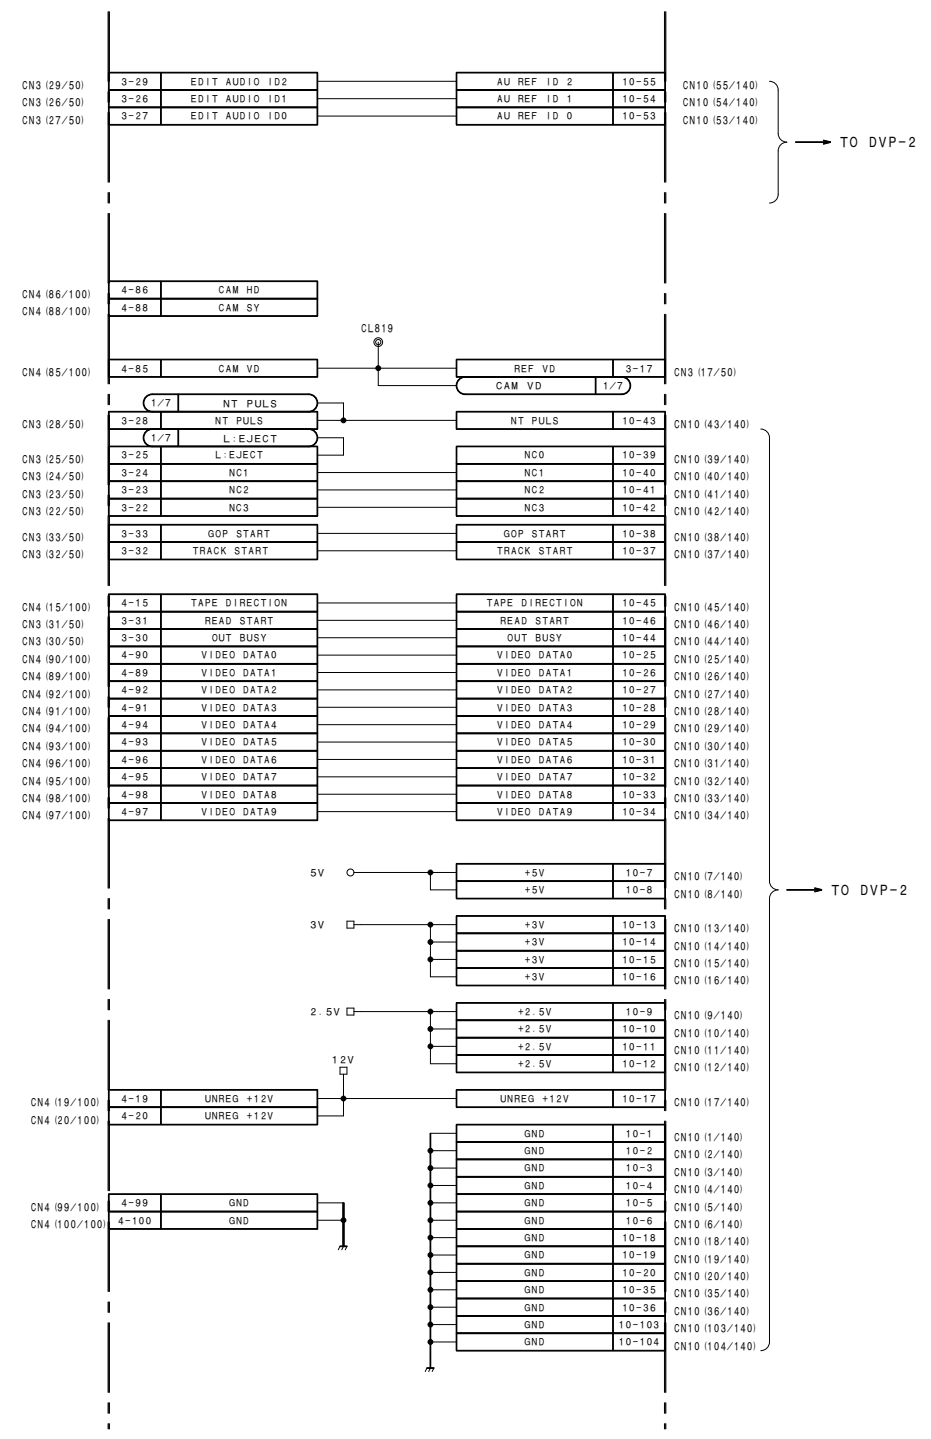 CN3 (29/50) 3-29 EDIT AUDIO ID2 AU REF ID 2 10-55 CN10 (55/140)
CN3 (26/50) 3-26 EDIT AUDIO ID1 AU REF ID 1 10-54 CN10 (54/140)
CN3 (27/50) 3-27 EDIT AUDIO ID0 AU REF ID 0 10-53 CN10 (53/140)
TO DVP-2
CN4 (86/100) 4-86 CAM HD
CN4 (88/100) 4-88 CAM SY
CL819
CN4 (85/100) 4-85 CAM VD REF VD 3-17 CN3 (17/50)
CAM VD 1/7
1/7 NT PULS
CN3 (28/50) 3-28 NT PULS NT PULS 10-43 CN10 (43/140)
1/7 L:EJECT
CN3 (25/50) 3-25 L:EJECT NC0 10-39 CN10 (39/140)
CN3 (24/50) 3-24 NC1 NC1 10-40 CN10 (40/140)
CN3 (23/50) 3-23 NC2 NC2 10-41 CN10 (41/140)
CN3 (22/50) 3-22 NC3 NC3 10-42 CN10 (42/140)
CN3 (33/50) 3-33 GOP START GOP START 10-38 CN10 (38/140)
CN3 (32/50) 3-32 TRACK START TRACK START 10-37 CN10 (37/140)
CN4 (15/100) 4-15 TAPE DIRECTION TAPE DIRECTION 10-45 CN10 (45/140)
CN3 (31/50) 3-31 READ START READ START 10-46 CN10 (46/140)
CN3 (30/50) 3-30 OUT BUSY OUT BUSY 10-44 CN10 (44/140)
CN4 (90/100) 4-90 VIDEO DATA0 VIDEO DATA0 10-25 CN10 (25/140)
CN4 (89/100) 4-89 VIDEO DATA1 VIDEO DATA1 10-26 CN10 (26/140)
CN4 (92/100) 4-92 VIDEO DATA2 VIDEO DATA2 10-27 CN10 (27/140)
CN4 (91/100) 4-91 VIDEO DATA3 VIDEO DATA3 10-28 CN10 (28/140)
CN4 (94/100) 4-94 VIDEO DATA4 VIDEO DATA4 10-29 CN10 (29/140)
CN4 (93/100) 4-93 VIDEO DATA5 VIDEO DATA5 10-30 CN10 (30/140)
CN4 (96/100) 4-96 VIDEO DATA6 VIDEO DATA6 10-31 CN10 (31/140)
CN4 (95/100) 4-95 VIDEO DATA7 VIDEO DATA7 10-32 CN10 (32/140)
CN4 (98/100) 4-98 VIDEO DATA8 VIDEO DATA8 10-33 CN10 (33/140)
CN4 (97/100) 4-97 VIDEO DATA9 VIDEO DATA9 10-34 CN10 (34/140)
5V +5V 10-7 CN10 (7/140)
+5V 10-8 CN10 (8/140)
TO DVP-2
3V +3V 10-13 CN10 (13/140)
+3V 10-14 CN10 (14/140)
+3V 10-15 CN10 (15/140)
+3V 10-16 CN10 (16/140)
2.5V +2.5V 10-9 CN10 (9/140)
+2.5V 10-10 CN10 (10/140)
+2.5V 10-11 CN10 (11/140)
+2.5V 10-12 CN10 (12/140)
12V
CN4 (19/100) 4-19 UNREG +12V UNREG +12V 10-17 CN10 (17/140)
CN4 (20/100) 4-20 UNREG +12V
GND 10-1 CN10 (1/140)
GND 10-2 CN10 (2/140)
GND 10-3 CN10 (3/140)
GND 10-4 CN10 (4/140)
CN4 (99/100) 4-99 GND GND 10-5 CN10 (5/140)
CN4 (100/100) 4-100 GND GND 10-6 CN10 (6/140)
GND 10-18 CN10 (18/140)
GND 10-19 CN10 (19/140)
GND 10-20 CN10 (20/140)
GND 10-35 CN10 (35/140)
GND 10-36 CN10 (36/140)
GND 10-103 CN10 (103/140)
GND 10-104 CN10 (104/140)